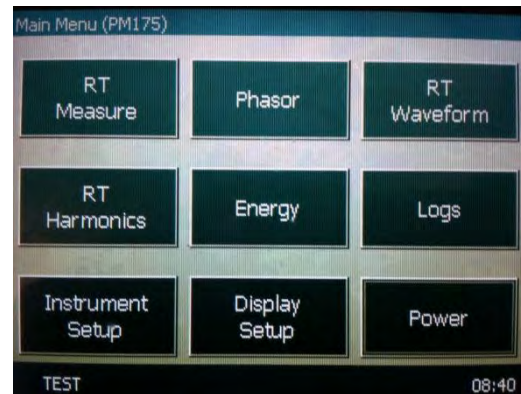 Main Menu (PM175)
RT
Measure
Phasor
RT
Waveform
RT
Harmonics
Energy
Logs
Instrument
Setup
Display
Setup
Power
TEST
08:40